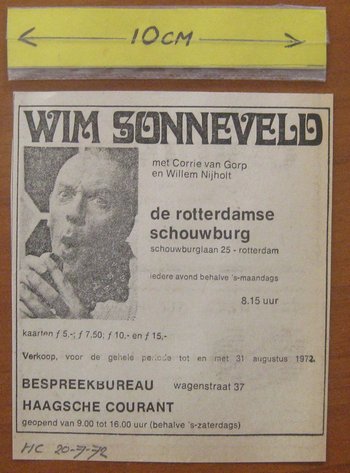 10CM
WIM SONNEVELD
met Corrie van Gorp
en Willem Nijholt
de rotterdamse
schouwburg
schouwburglaan 25 - rotterdam
iedere avond behalve 's-maandags
8.15 uur
kaarten ƒ 5,-; ƒ 7.50; ƒ 10,- en ƒ 15,-
Verkoop, voor de gehele periode tot en met 31 augustus 1972.
BESPREEKBUREAU wagenstraat 37
HAAGSCHE COURANT
geopend van 9.00 tot 16.00 uur (behalve 's-zaterdags)
HC 20-7-72